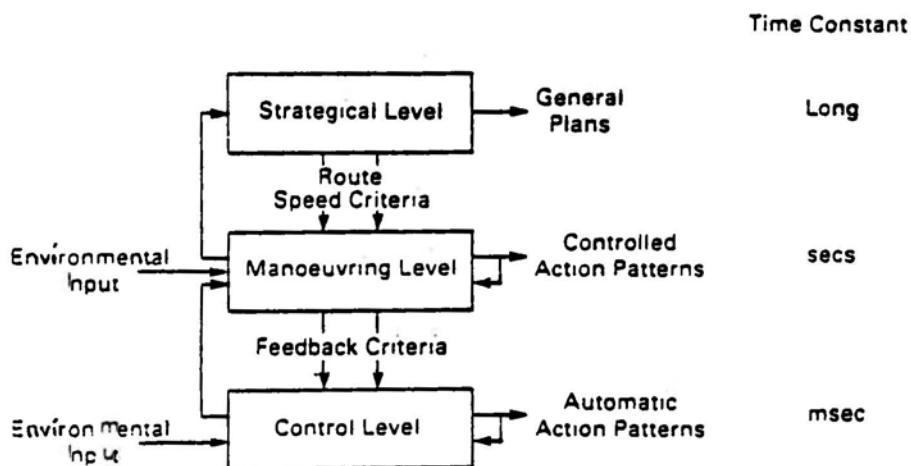 Time Constant
Strategical Level
General
Plans
Long
Route
Speed Criteria
Environmental
Input
Manoeuvring Level
Controlled
Action Patterns
secs
Feedback Criteria
Environmental
Input
Control Level
Automatic
Action Patterns
msec